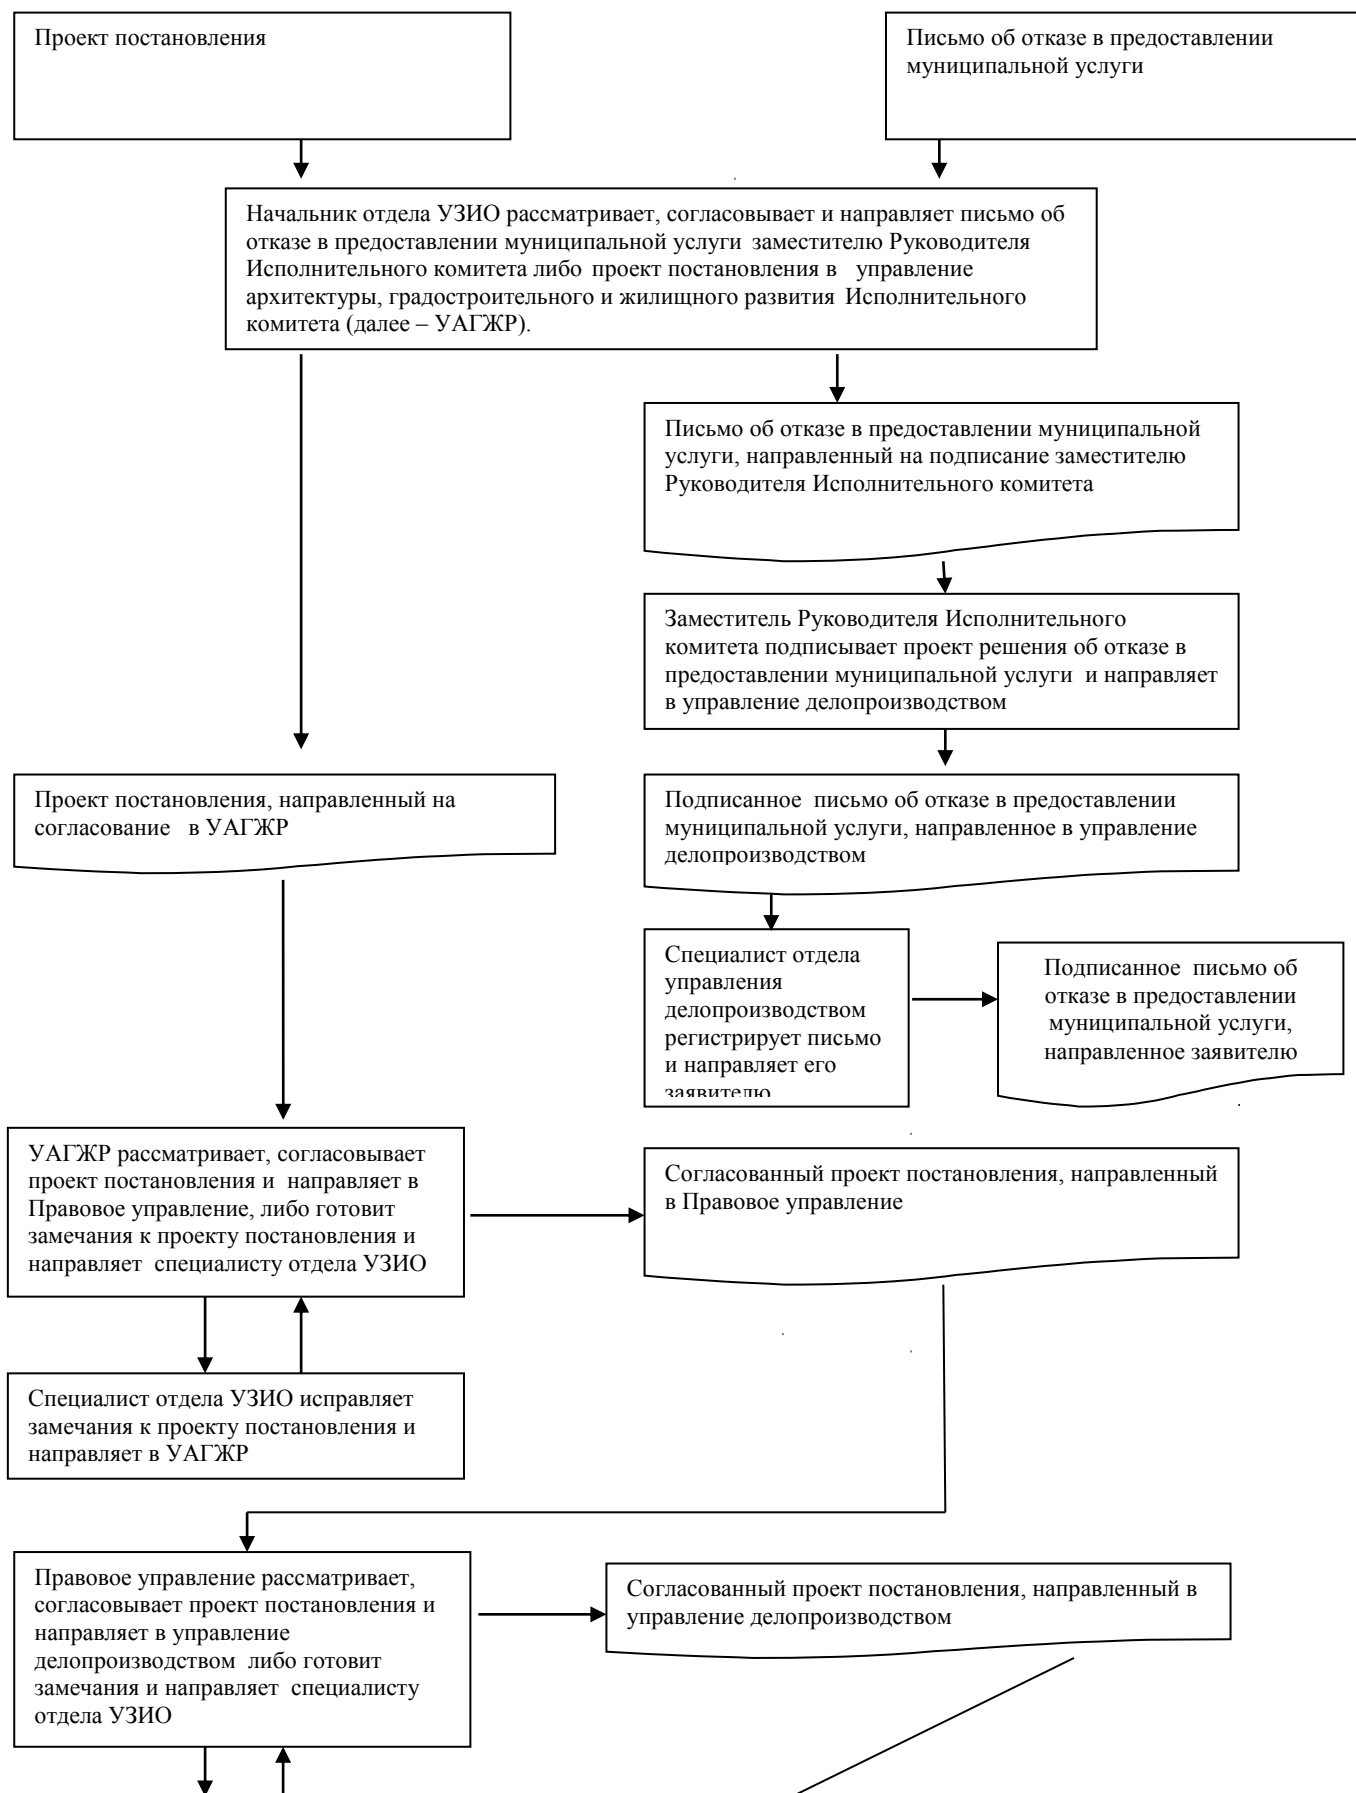 Проект постановления
Письмо об отказе в предоставлении
муниципальной услуги
Начальник отдела УЗИО рассматривает, согласовывает и направляет письмо об
отказе в предоставлении муниципальной услуги заместителю Руководителя
Исполнительного комитета либо проект постановления в управление
архитектуры, градостроительного и жилищного развития Исполнительного
комитета (далее – УАГЖР).
Письмо об отказе в предоставлении муниципальной
услуги, направленный на подписание заместителю
Руководителя Исполнительного комитета
Заместитель Руководителя Исполнительного
комитета подписывает проект решения об отказе в
предоставлении муниципальной услуги и направляет
в управление делопроизводством
Проект постановления, направленный на
согласование в УАГЖР
Подписанное письмо об отказе в предоставлении
муниципальной услуги, направленное в управление
делопроизводством
Специалист отдела
управления
делопроизводством
регистрирует письмо
и направляет его
заявителю
Подписанное письмо об
отказе в предоставлении
муниципальной услуги,
направленное заявителю
УАГЖР рассматривает, согласовывает
проект постановления и направляет в
Правовое управление, либо готовит
замечания к проекту постановления и
направляет специалисту отдела УЗИО
Согласованный проект постановления, направленный
в Правовое управление
Специалист отдела УЗИО исправляет
замечания к проекту постановления и
направляет в УАГЖР
Правовое управление рассматривает,
согласовывает проект постановления и
направляет в управление
делопроизводством либо готовит
замечания и направляет специалисту
отдела УЗИО
Согласованный проект постановления, направленный в
управление делопроизводством